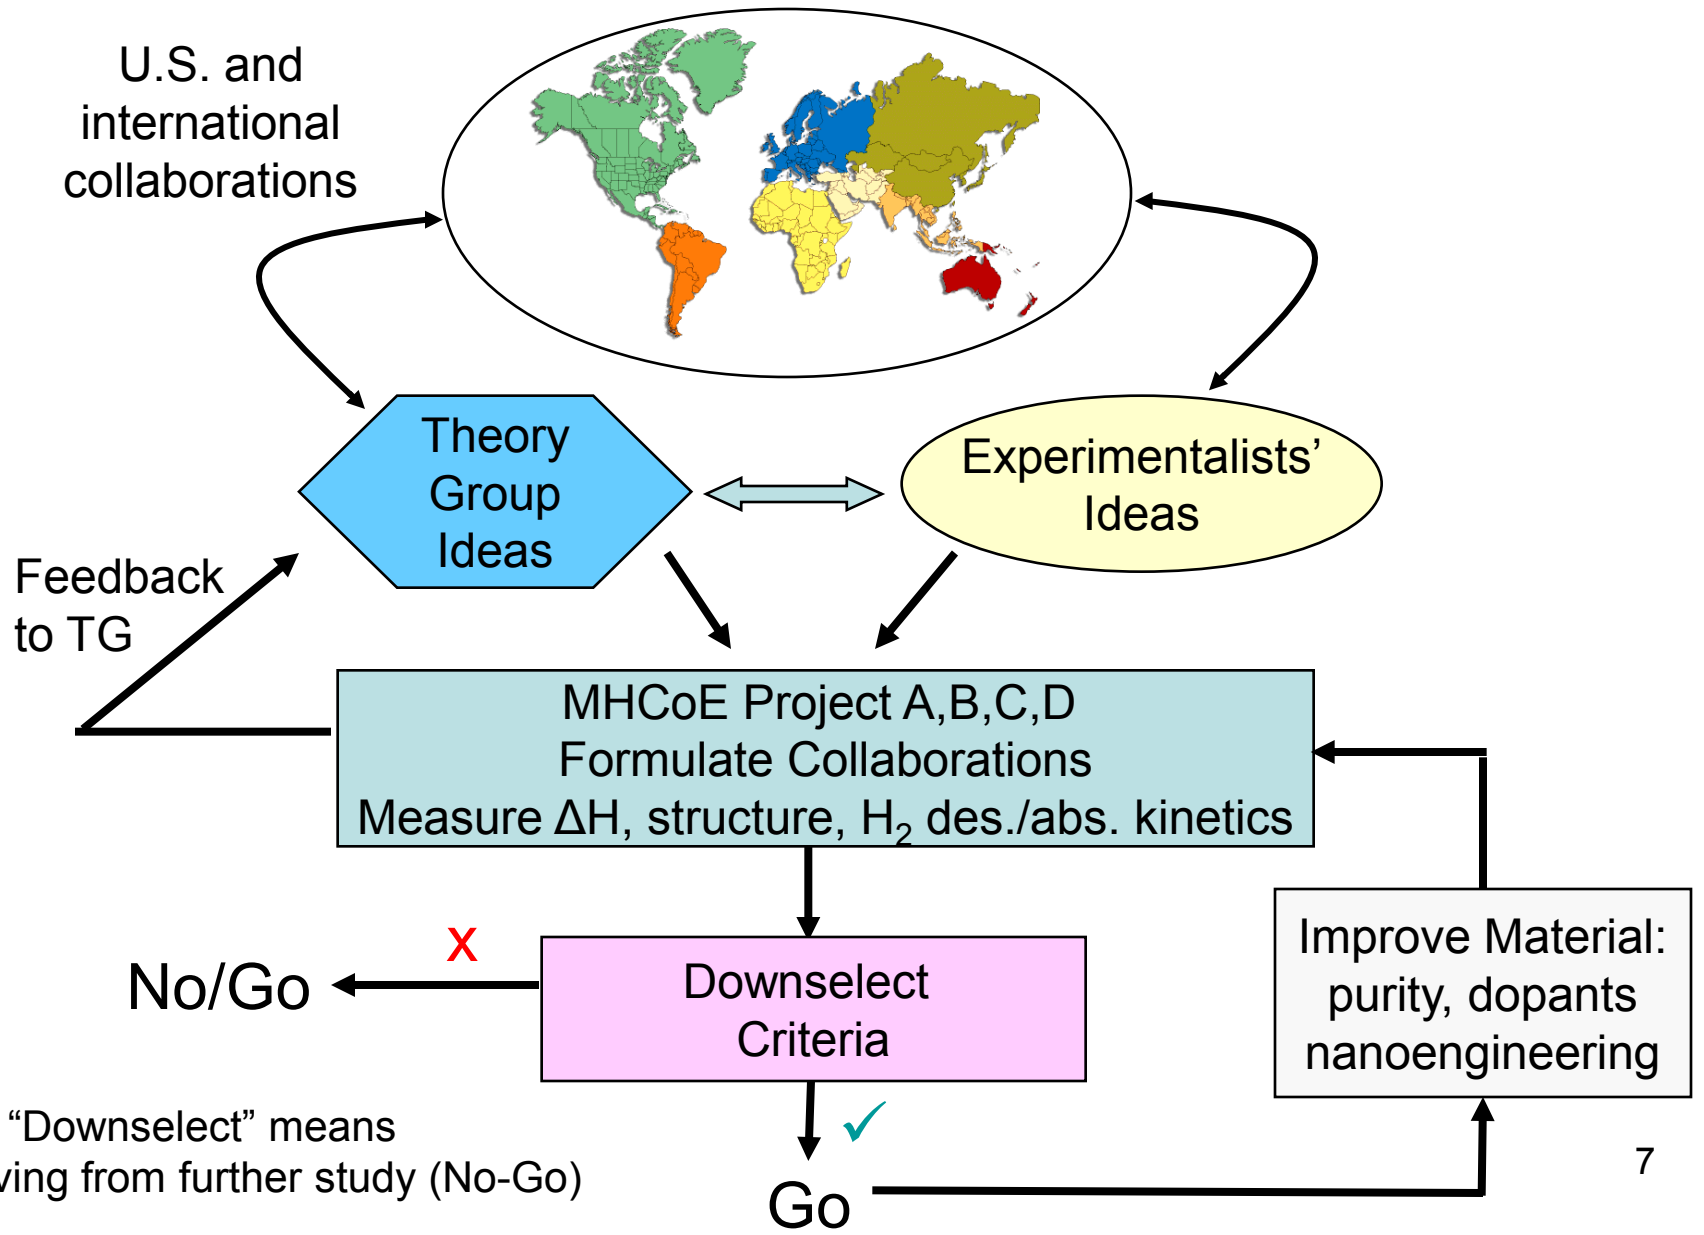 U.S. and
international
collaborations
Theory
Group
Ideas
Experimentalists’
Ideas
Feedback
to TG
MHCoE Project A,B,C,D
Formulate Collaborations
Measure ΔH, structure, H₂ des./abs. kinetics
Improve Material:
purity, dopants
nanoengineering
X
No/Go
Downselect
Criteria
✓
“Downselect” means
ving from further study (No-Go)
Go
7